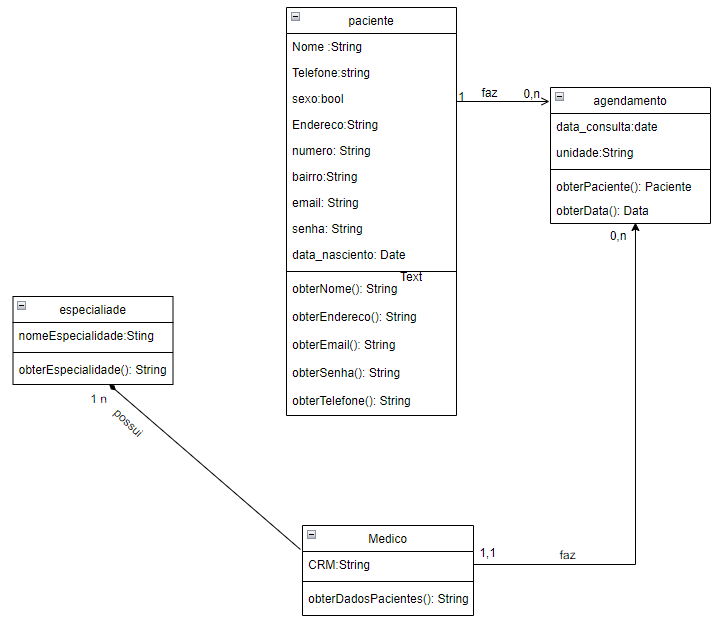 paciente
Nome :String
Telefone:string
sexo:bool
Endereco:String
numero: String
bairro:String
email: String
senha: String
data_nasciento: Date
Text
obterNome(): String
obterEndereco(): String
obterEmail(): String
obterSenha(): String
obterTelefone(): String
1
faz
0,n
agendamento
data_consulta:date
unidade:String
obterPaciente(): Paciente
obterData(): Data
0,n
especialiade
nomeEspecialidade:Sting
obterEspecialidade(): String
1 n
possui
Medico
CRM:String
obterDadosPacientes(): String
1,1
faz